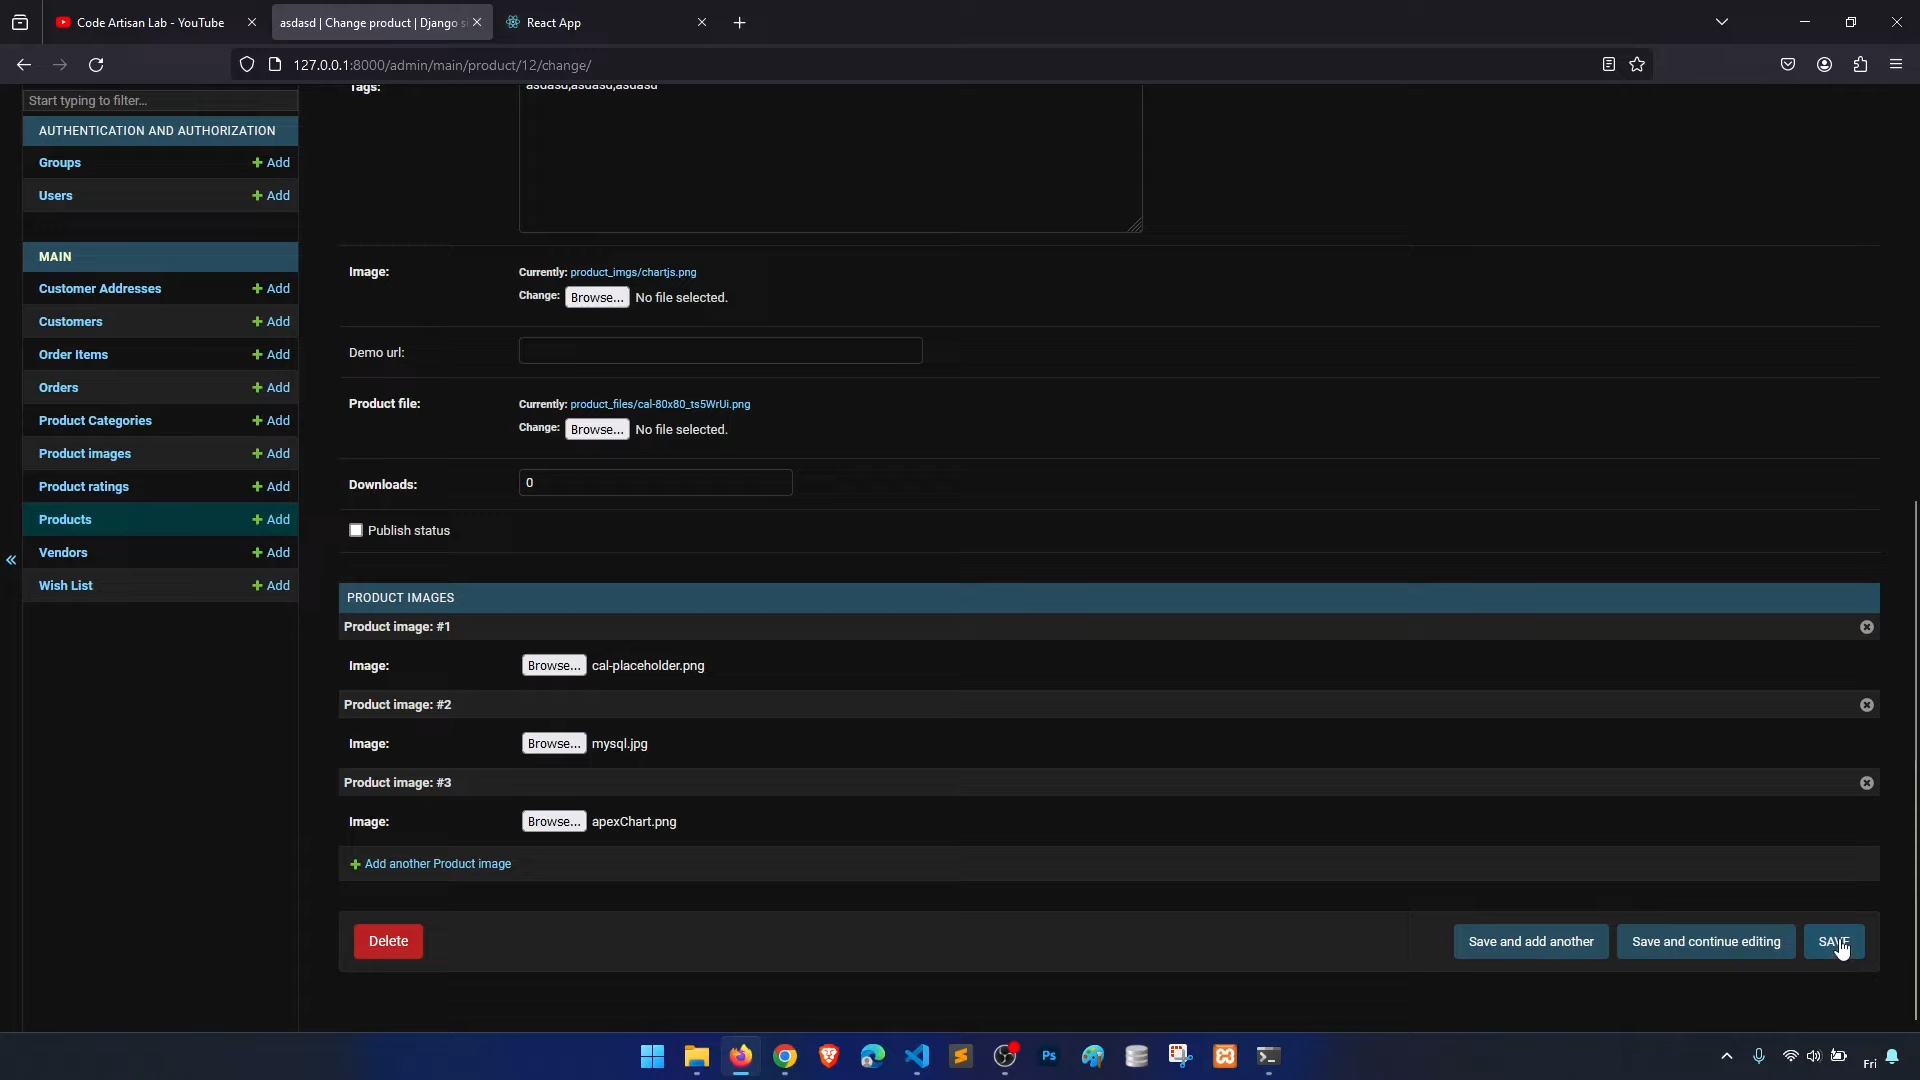 Code Artisan Lab - YouTube
asdasd | Change product | Django s
React App
127.0.0.1:8000/admin/main/product/12/change/
Start typing to filter...
AUTHENTICATION AND AUTHORIZATION
Groups + Add
Users + Add
MAIN
Customer Addresses + Add
Customers + Add
Order Items + Add
Orders + Add
Product Categories + Add
Product images + Add
Product ratings + Add
Products + Add
Vendors + Add
Wish List + Add
Tags: asdasd,asdasd,asdasd
Image: Currently: product_imgs/chartjs.png
Change: Browse... No file selected.
Demo url:
Product file: Currently: product_files/cal-80x80_ts5WrUi.png
Change: Browse... No file selected.
Downloads: 0
Publish status
PRODUCT IMAGES
Product image: #1
Image: Browse... cal-placeholder.png
Product image: #2
Image: Browse... mysql.jpg
Product image: #3
Image: Browse... apexChart.png
+ Add another Product image
Delete Save and add another Save and continue editing SAVE
Ps
Fri